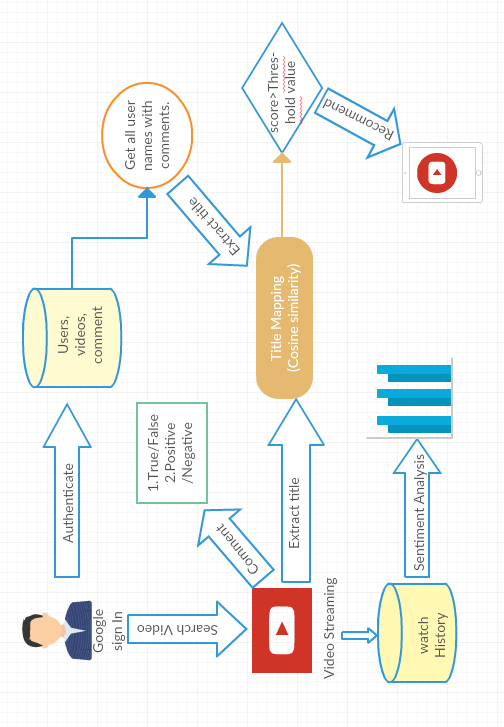 Google
sign In
Authenticate
Users,
videos,
comment
Get all user
names with
comments.
Search Video
Comment
1.True/False
2.Positive
/Negative
Extract title
Extract title
Title Mapping
(Cosine similarity)
score>Thres-
hold value
Recommend
Video Streaming
watch
History
Sentiment Analysis